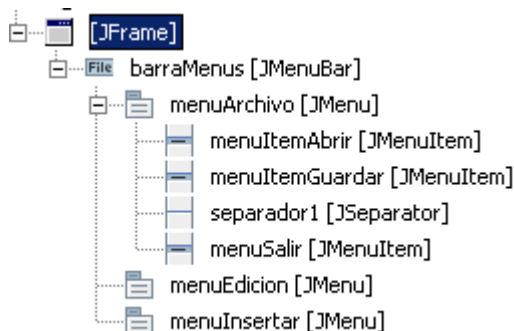 [JFrame]
File barraMenus [JMenuBar]
menuArchivo [JMenu]
menuItemAbrir [JMenuItem]
menuItemGuardar [JMenuItem]
separador1 [JSeparator]
menuSalir [JMenuItem]
menuEdicion [JMenu]
menuInsertar [JMenu]